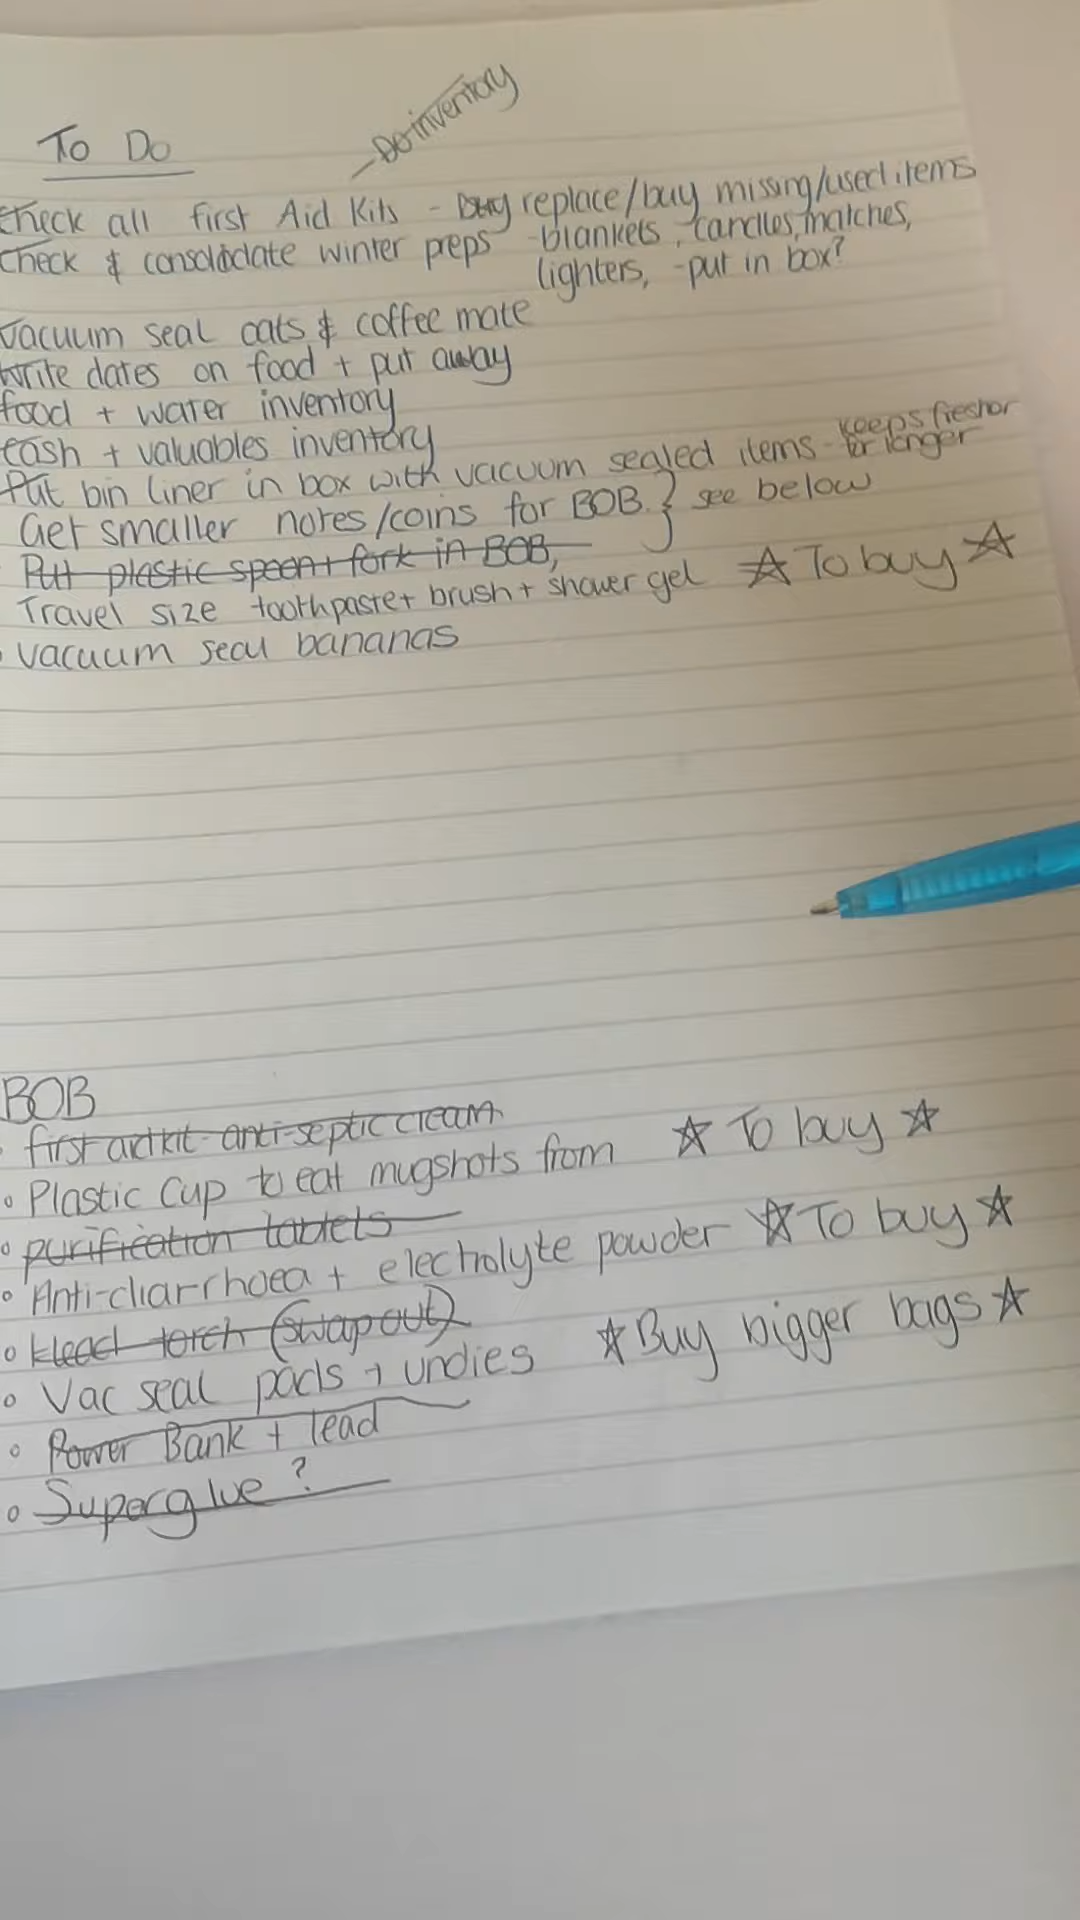 To Do
- Do inventory
check all first Aid Kits - buy replace/buy missing/used items
check & consolodate winter preps - blankets, candles, matches,
lighters, - put in box?
vacuum seal oats & coffee mate
write dates on food + put away
food + water inventory
cash + valuables inventory
Put bin liner in box with vacuum sealed items - keeps fresher
for longer
Get smaller notes/coins for BOB. } see below
Put plastic spoon + fork in BOB,
Travel size toothpaste + brush + shower gel ☆ To buy ☆
vacuum seal bananas
BOB
first aid kit - anti-septic cream
Plastic Cup to eat mugshots from ☆ To buy ☆
purification tablets
Anti-diarrhoea + electrolyte powder ☆ To buy ☆
Head torch (swap out)
Vac seal pads + undies ☆ Buy bigger bags ☆
Power Bank + lead
Superglue?